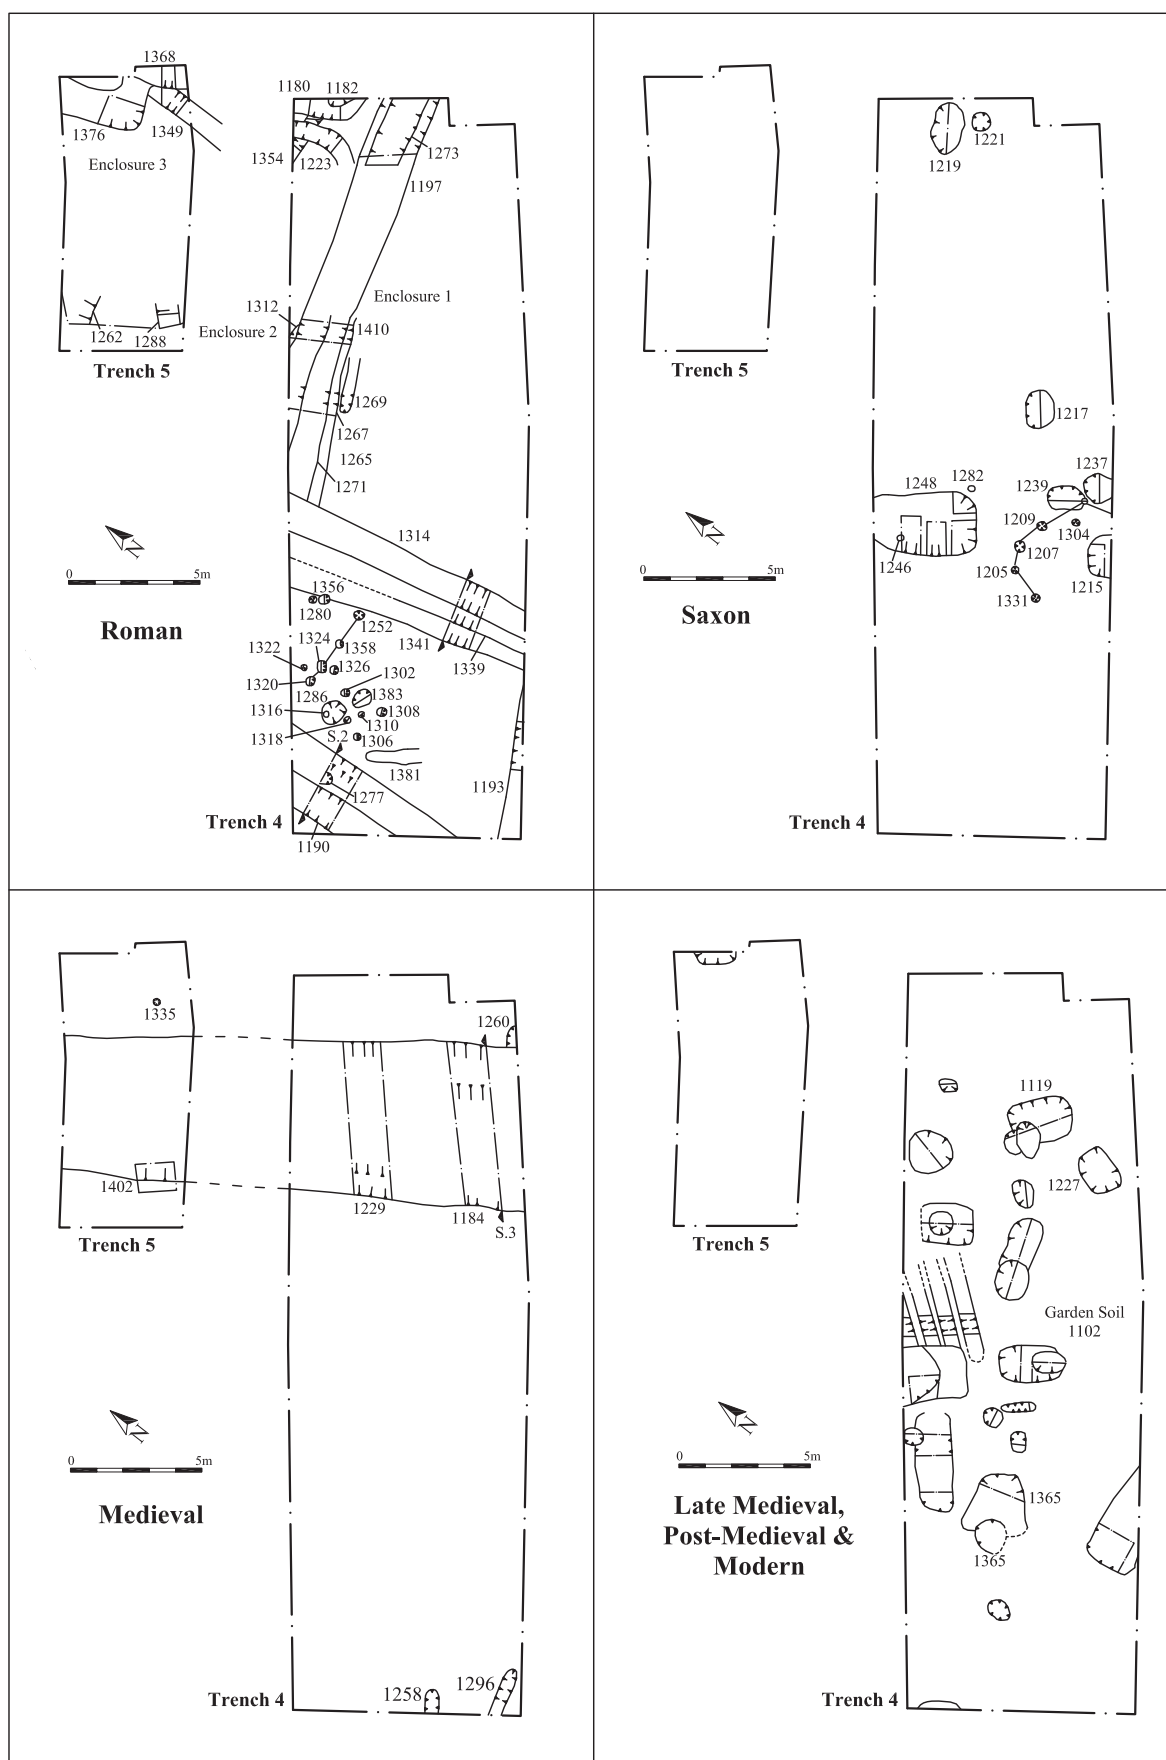 1368
1180
1182
1376
1349
1354
1223
1273
Enclosure 3
1197
Enclosure 1
1312
Enclosure 2
1410
1262
1288
Trench 5
1269
1267
1265
1271
1314
N
0
5m
Roman
1356
1280
1252
1324
1358
1341
1339
1322
1326
1302
1320
1286
1383
1316
1308
1310
1318
S.2
1306
1381
1193
1277
Trench 4
1190
1221
1219
Trench 5
1217
1237
1282
1248
1239
1209
1304
1207
1246
1205
1215
1331
N
0
5m
Saxon
Trench 4
1335
1260
1402
1229
1184
S.3
Trench 5
N
0
5m
Medieval
1258
1296
Trench 4
Trench 5
1119
1227
Garden Soil
1102
N
0
5m
Late Medieval,
Post-Medieval &
Modern
1365
1365
Trench 4